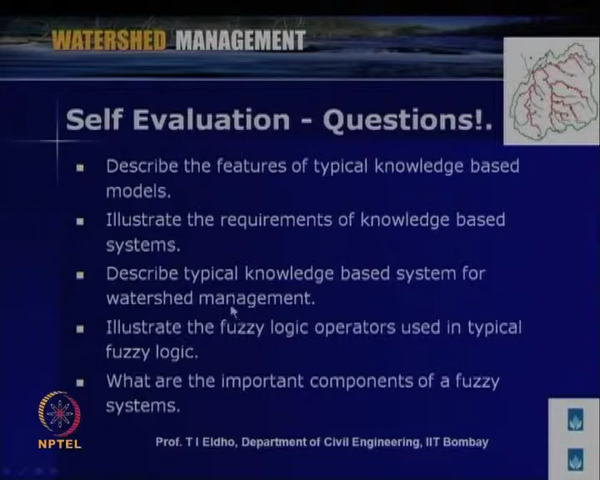 WATERSHED MANAGEMENT
Self Evaluation - Questions!.
Describe the features of typical knowledge based
models.
Illustrate the requirements of knowledge based
systems.
Describe typical knowledge based system for
watershed management.
Illustrate the fuzzy logic operators used in typical
fuzzy logic.
What are the important components of a fuzzy
systems.
NPTEL
Prof. T I Eldho, Department of Civil Engineering, IIT Bombay